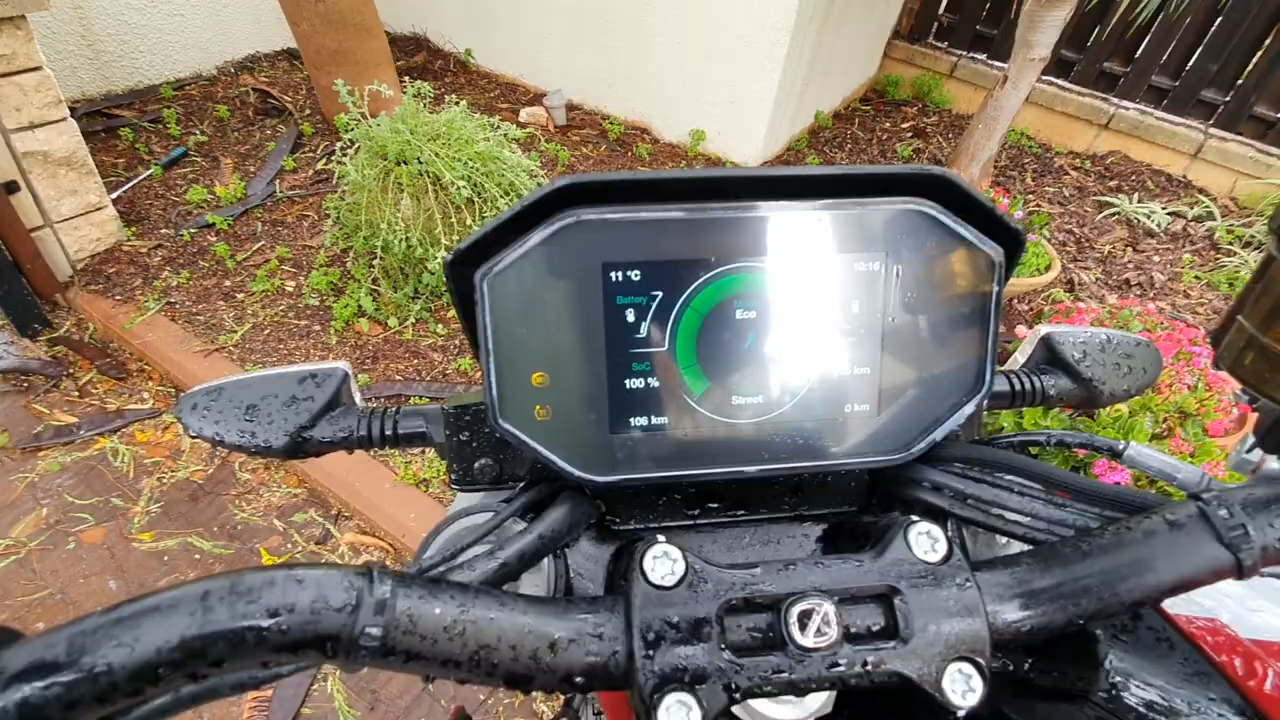 11 °C
10:16
Battery
Eco
SoC
100 %
km
Street
106 km
0 km